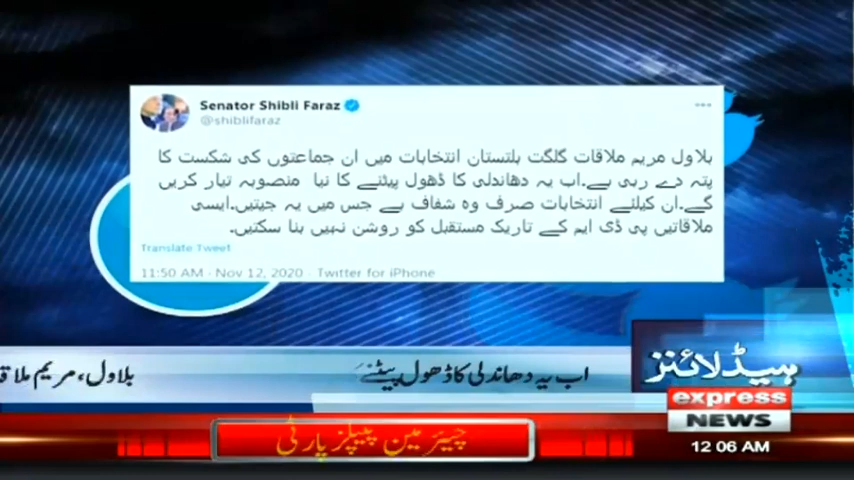 Senator Shibli Faraz
@shiblifaraz
بلاول مریم ملاقات گلگت بلتستان انتخابات میں ان جماعتوں کی شکست کا
پتہ دے رہی ہے۔اب یہ دھاندلی کا ڈھول پیٹنے کا نیا منصوبہ تیار کریں
گے۔ان کیلئے انتخابات صرف وہ شفاف ہے جس میں یہ جیتیں۔ایسی
ملاقاتیں پی ڈی ایم کے تاریک مستقبل کو روشن نہیں بنا سکتیں۔
Translate Tweet
11:50 AM · Nov 12, 2020 · Twitter for iPhone
ہیڈلائنز
اب یہ دھاندلی کا ڈھول پیٹنے
بلاول، مریم
express
NEWS
چیئرمین پیپلز پارٹی
12:06 AM